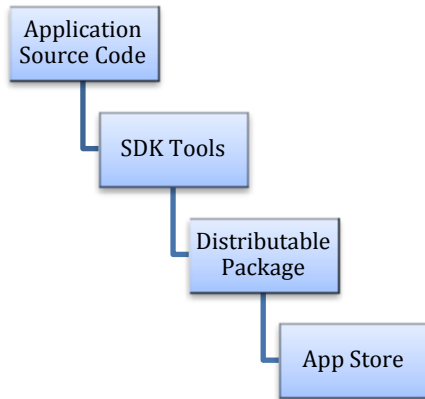 Application
Source Code
SDK Tools
Distributable
Package
App Store